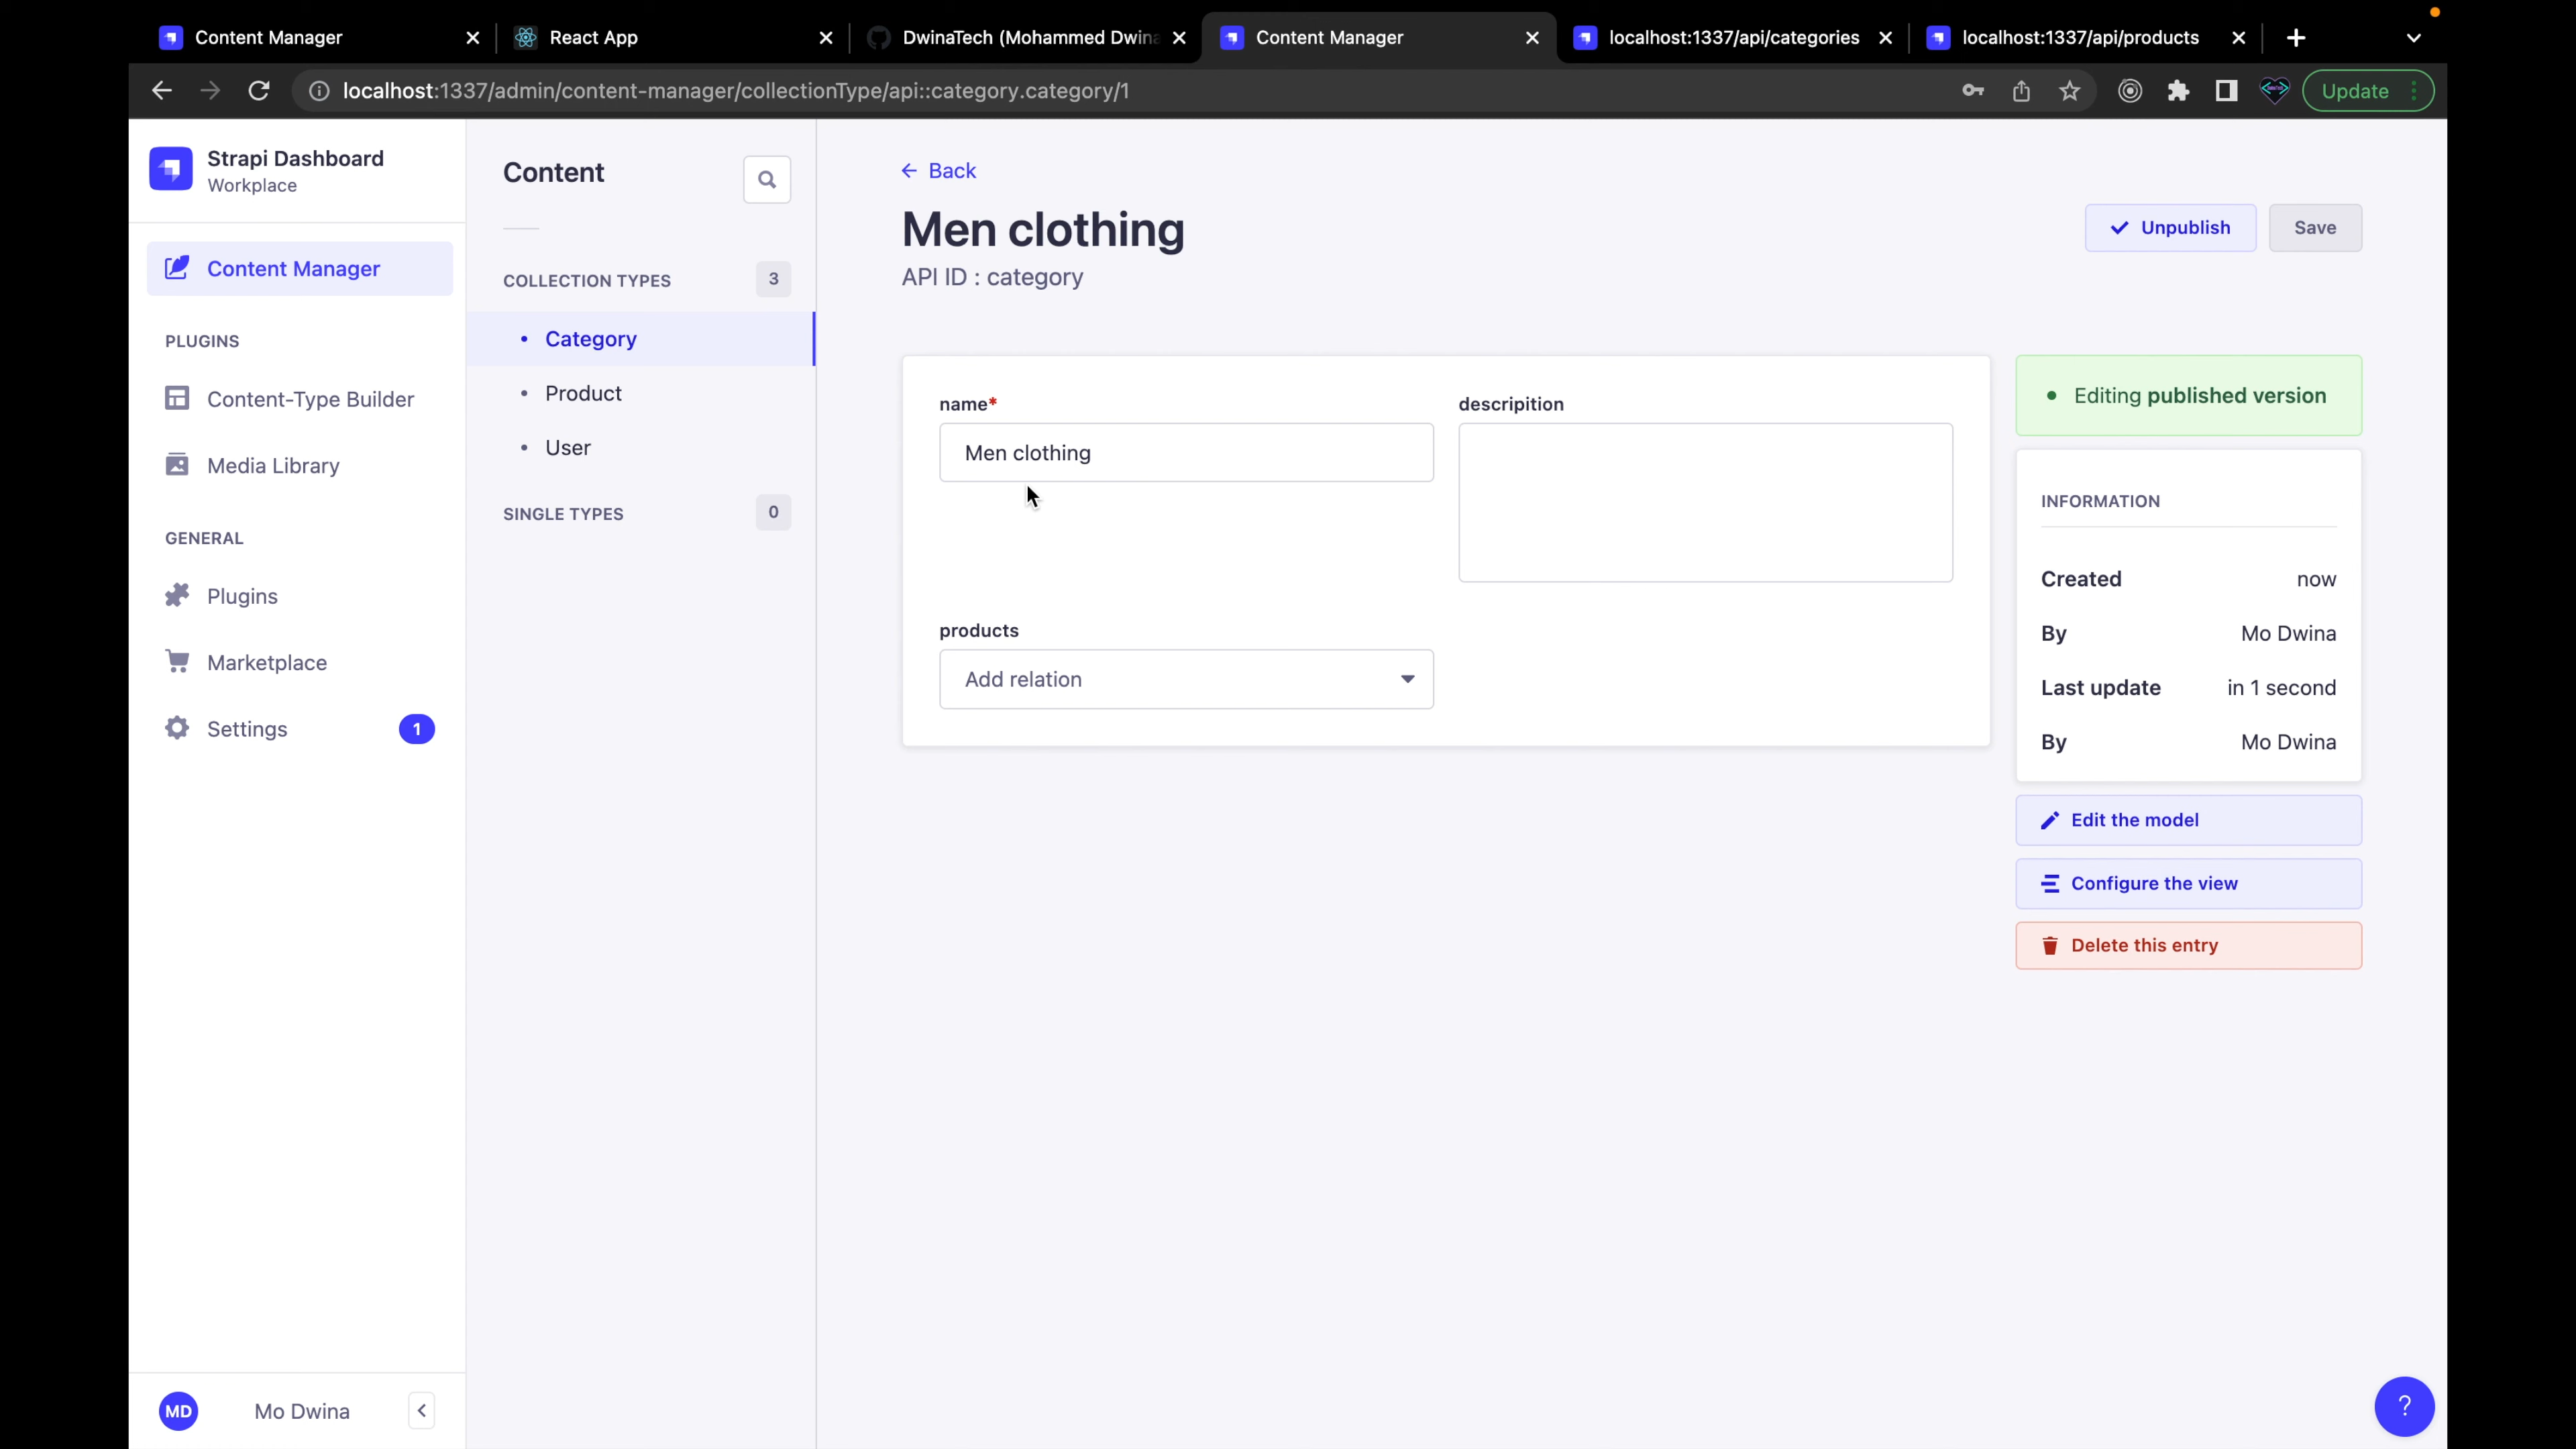 Content Manager
React App
DwinaTech (Mohammed Dwina
Content Manager
localhost:1337/api/categories
localhost:1337/api/products
localhost:1337/admin/content-manager/collectionType/api::category.category/1
Update
Strapi Dashboard
Workplace
Content Manager
PLUGINS
Content-Type Builder
Media Library
GENERAL
Plugins
Marketplace
Settings
1
MD
Mo Dwina
Content
COLLECTION TYPES
3
Category
Product
User
SINGLE TYPES
0
Back
Men clothing
API ID : category
Unpublish
Save
name*
Men clothing
descripition
products
Add relation
Editing published version
INFORMATION
Created now
By Mo Dwina
Last update in 1 second
By Mo Dwina
Edit the model
Configure the view
Delete this entry
?